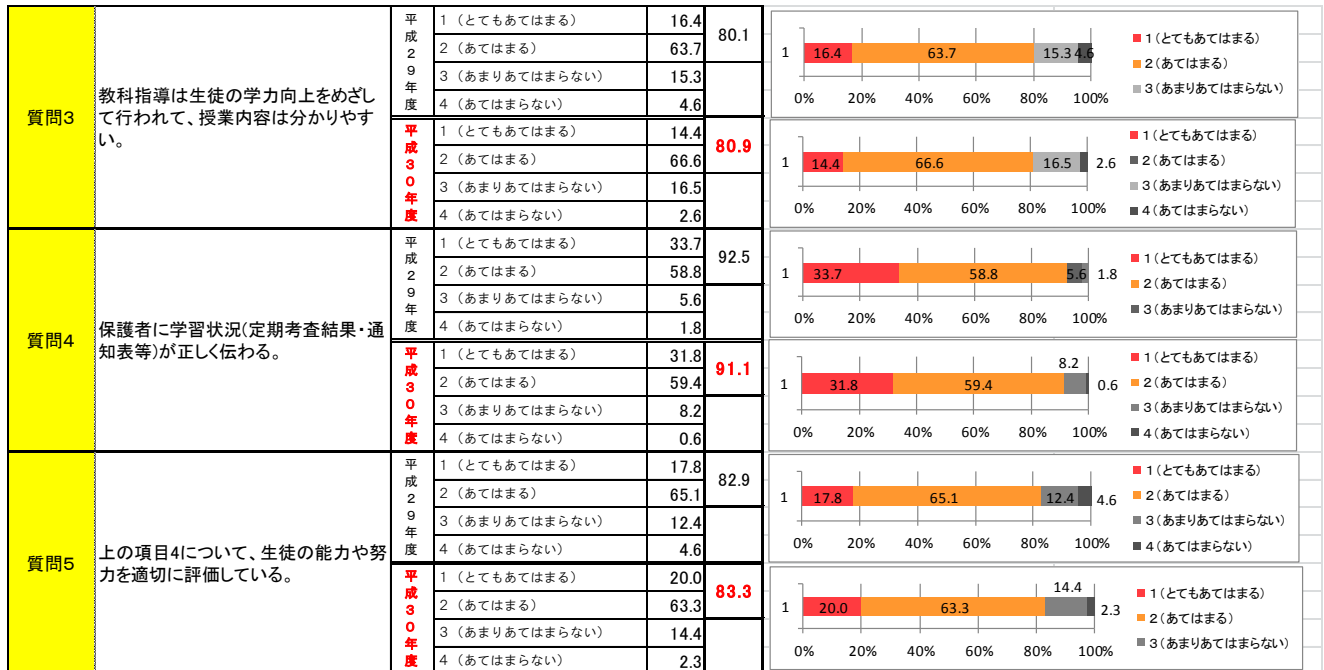 質問3
教科指導は生徒の学力向上をめざし
て行われて、授業内容は分かりやす
い。
平成29年度
1 （とてもあてはまる） 16.4
2 （あてはまる） 63.7
3 （あまりあてはまらない） 15.3
4 （あてはまらない） 4.6
80.1
1 16.4 63.7 15.3 4.6
0% 20% 40% 60% 80% 100%
1（とてもあてはまる）
2（あてはまる）
3（あまりあてはまらない）
平成30年度
1 （とてもあてはまる） 14.4
2 （あてはまる） 66.6
3 （あまりあてはまらない） 16.5
4 （あてはまらない） 2.6
80.9
1 14.4 66.6 16.5 2.6
0% 20% 40% 60% 80% 100%
1（とてもあてはまる）
2（あてはまる）
3（あまりあてはまらない）
4（あてはまらない）
質問4
保護者に学習状況(定期考査結果・通
知表等)が正しく伝わる。
平成29年度
1 （とてもあてはまる） 33.7
2 （あてはまる） 58.8
3 （あまりあてはまらない） 5.6
4 （あてはまらない） 1.8
92.5
1 33.7 58.8 5.6 1.8
0% 20% 40% 60% 80% 100%
1（とてもあてはまる）
2（あてはまる）
3（あまりあてはまらない）
平成30年度
1 （とてもあてはまる） 31.8
2 （あてはまる） 59.4
3 （あまりあてはまらない） 8.2
4 （あてはまらない） 0.6
91.1
1 31.8 59.4 8.2 0.6
0% 20% 40% 60% 80% 100%
1（とてもあてはまる）
2（あてはまる）
3（あまりあてはまらない）
4（あてはまらない）
質問5
上の項目4について、生徒の能力や努
力を適切に評価している。
平成29年度
1 （とてもあてはまる） 17.8
2 （あてはまる） 65.1
3 （あまりあてはまらない） 12.4
4 （あてはまらない） 4.6
82.9
1 17.8 65.1 12.4 4.6
0% 20% 40% 60% 80% 100%
1（とてもあてはまる）
2（あてはまる）
3（あまりあてはまらない）
4（あてはまらない）
平成30年度
1 （とてもあてはまる） 20.0
2 （あてはまる） 63.3
3 （あまりあてはまらない） 14.4
4 （あてはまらない） 2.3
83.3
1 20.0 63.3 14.4 2.3
0% 20% 40% 60% 80% 100%
1（とてもあてはまる）
2（あてはまる）
3（あまりあてはまらない）